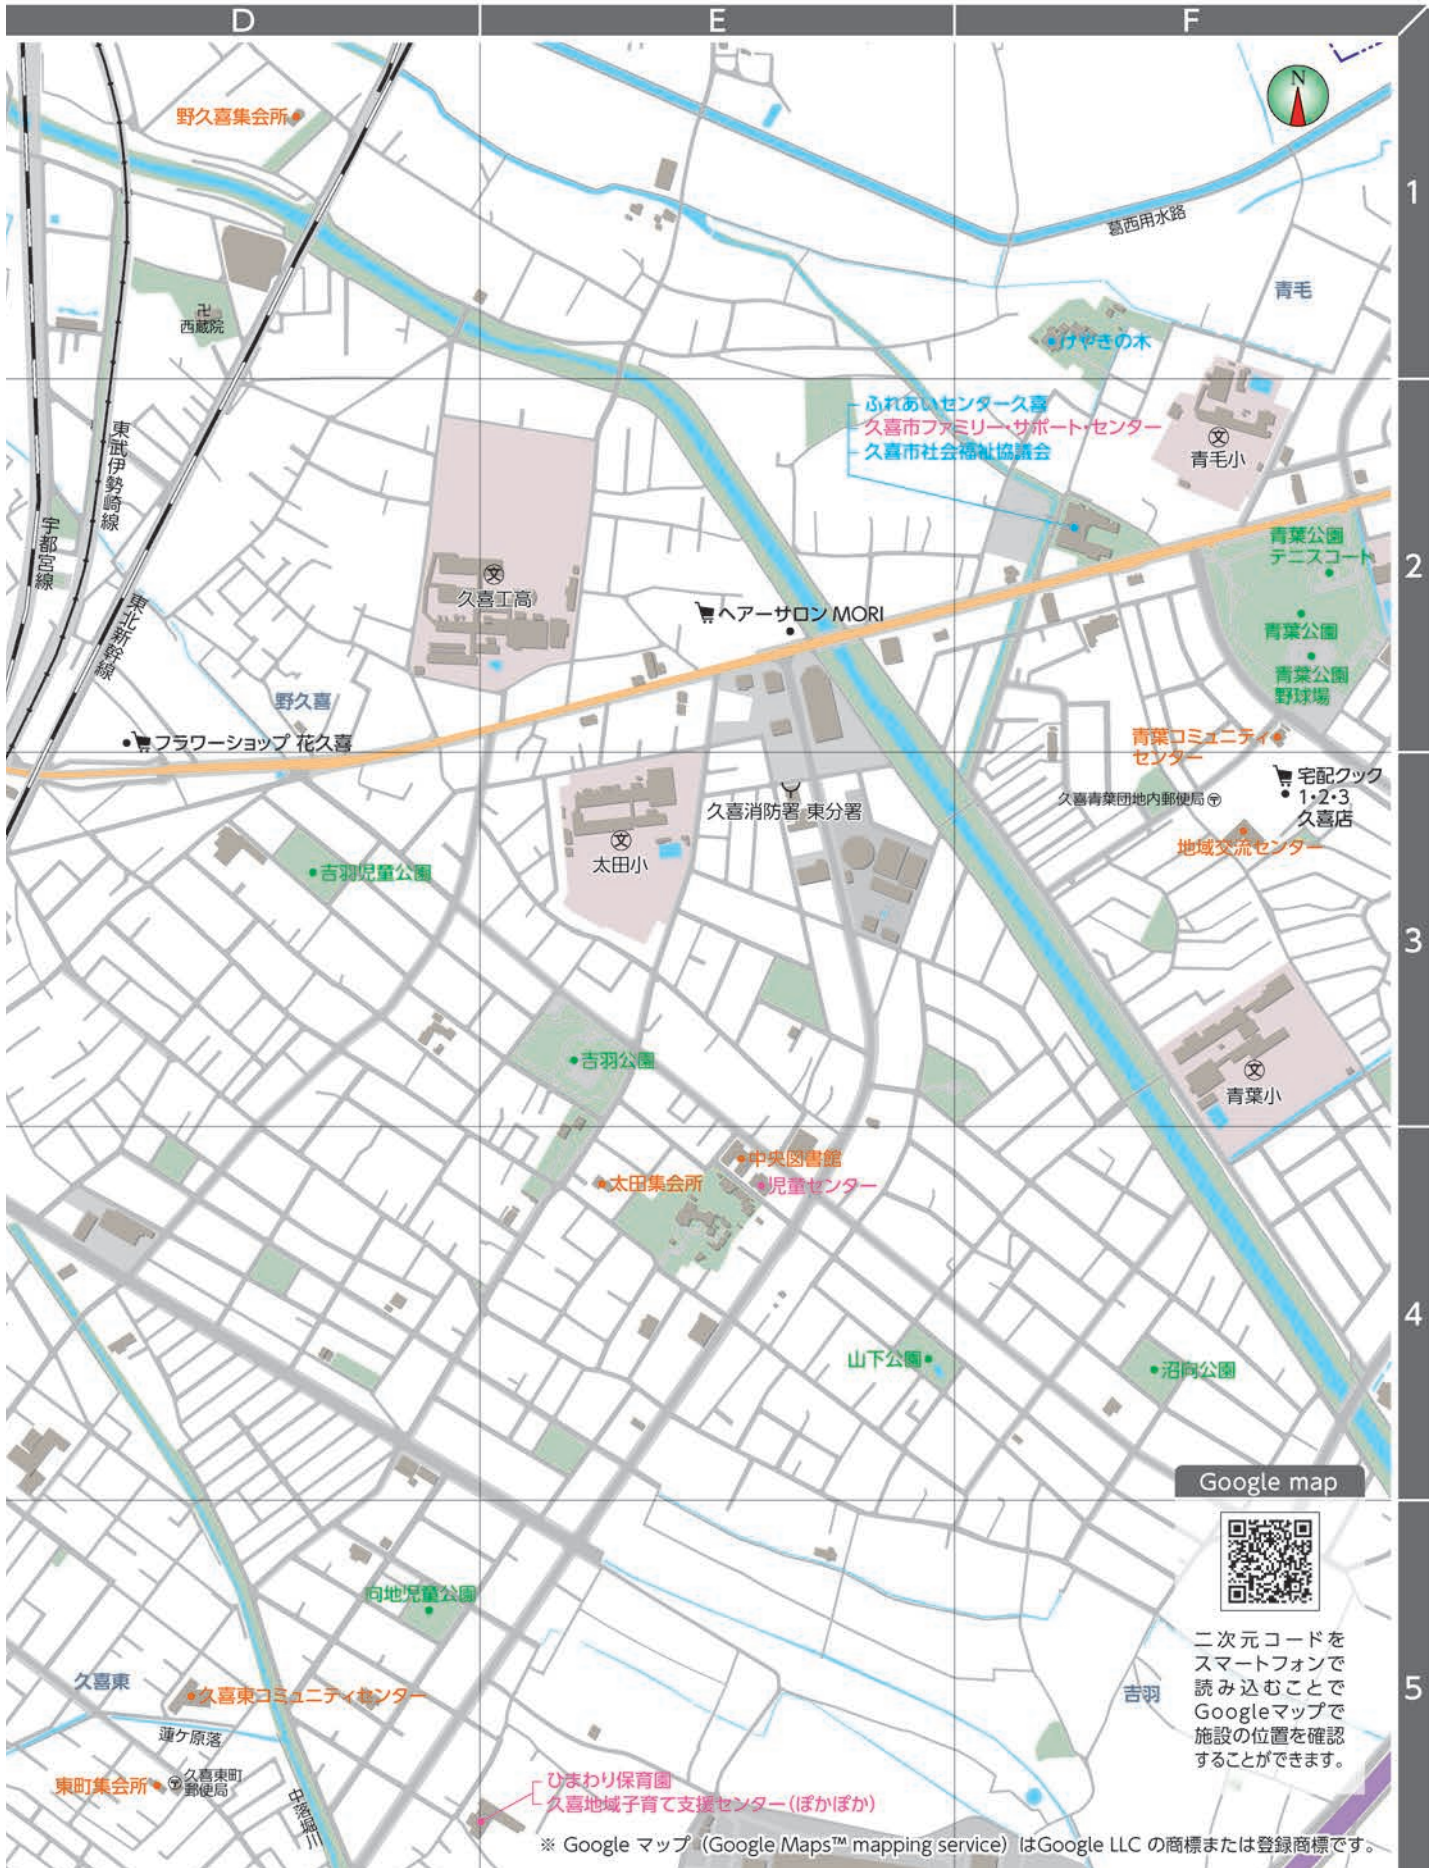 D
E
F
N
1
野久喜集会所
葛西用水路
青毛
卍
西蔵院
けやきの木
ふれあいセンター久喜
久喜市ファミリー・サポート・センター
久喜市社会福祉協議会
文
青毛小
東武伊勢崎線
宇都宮線
東北新幹線
2
青葉公園
テニスコート
文
久喜工高
ヘアーサロン MORI
青葉公園
青葉公園
野球場
野久喜
フラワーショップ 花久喜
青葉コミュニティ
センター
宅配クック
1・2・3
久喜店
久喜青葉団地内郵便局〒
久喜消防署 東分署
地域交流センター
文
太田小
吉羽児童公園
3
吉羽公園
文
青葉小
中央図書館
太田集会所
児童センター
4
山下公園
沼向公園
Google map
向地児童公園
二次元コードを
スマートフォンで
読み込むことで
Googleマップで
施設の位置を確認
することができます。
5
久喜東
久喜東コミュニティセンター
吉羽
蓮ケ原落
東町集会所
〒久喜東町
郵便局
中落堀川
ひまわり保育園
久喜地域子育て支援センター(ぽかぽか)
※ Google マップ (Google Maps™ mapping service) はGoogle LLC の商標または登録商標です。